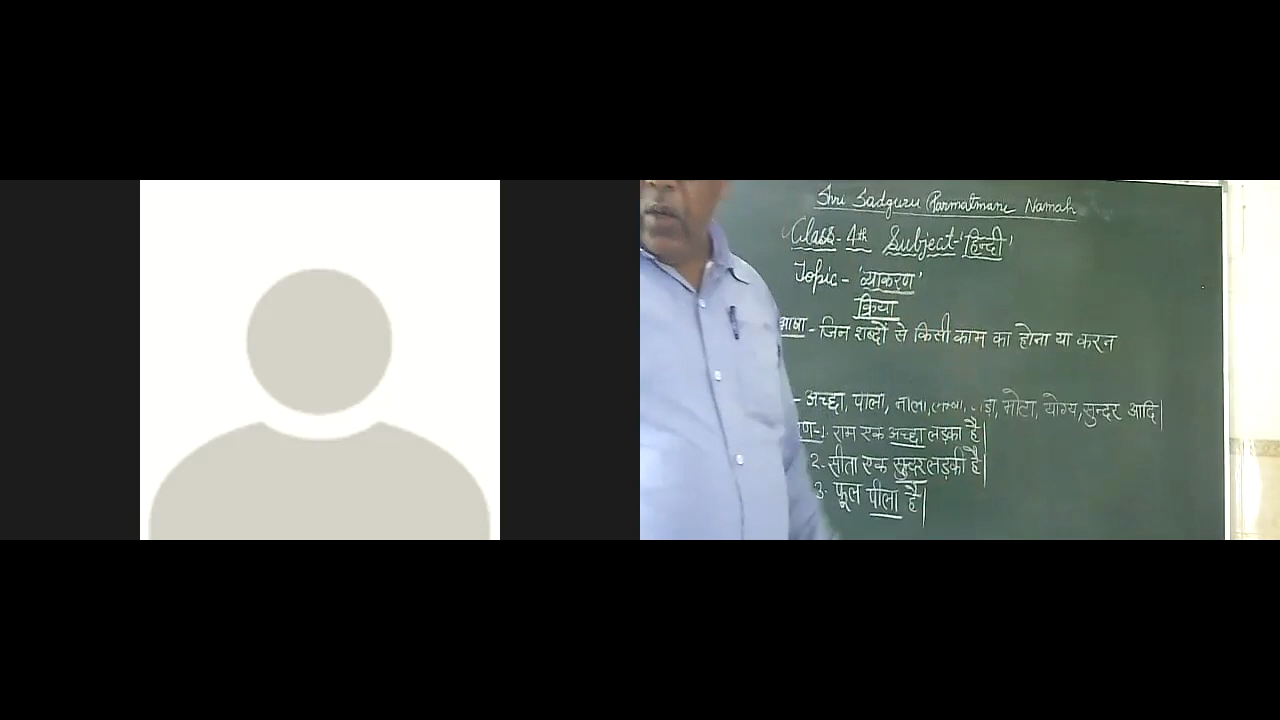 Shri Sadguru Parmatmane Namah
Class - 4th Subject - 'हिन्दी'
Topic - 'व्याकरण'
क्रिया
भाषा - जिन शब्दों से किसी काम का होना या करन
- अच्छा, पीला, नीला, मोटा, योग्य, सुन्दर आदि|
ण-1. राम एक अच्छा लड़का है|
2- सीता एक सुन्दर लड़की है|
3- फूल पीला है|